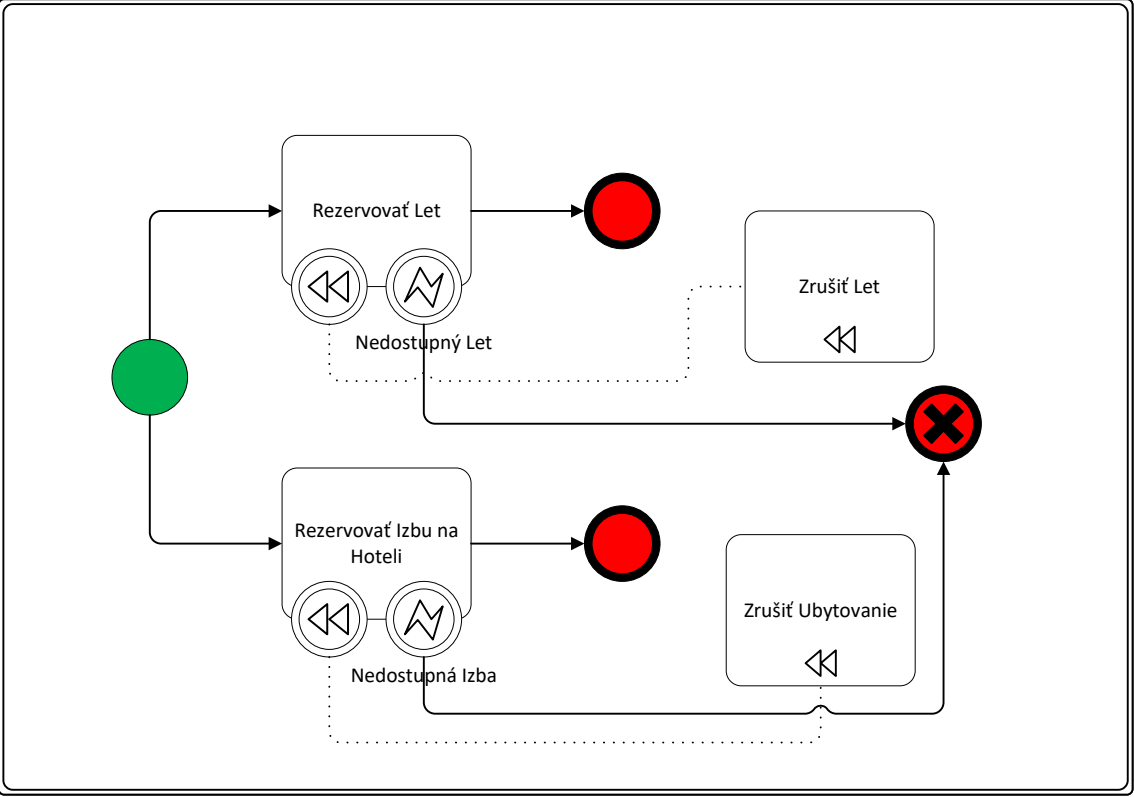 Rezervovať Let
Zrušiť Let
Nedostupný Let
Rezervovať Izbu na
Hoteli
Zrušiť Ubytovanie
Nedostupná Izba